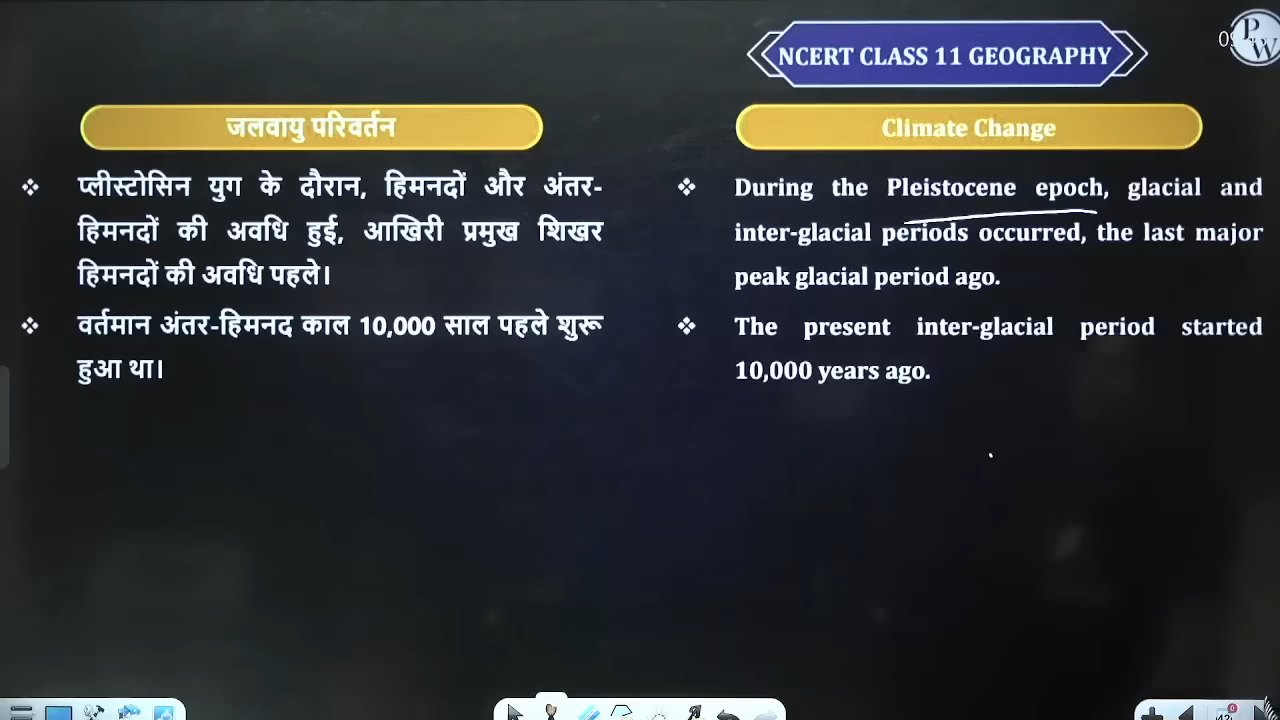 NCERT CLASS 11 GEOGRAPHY
PW
जलवायु परिवर्तन
❖ प्लीस्टोसिन युग के दौरान, हिमनदों और अंतर-
हिमनदों की अवधि हुई, आखिरी प्रमुख शिखर
हिमनदों की अवधि पहले।
❖ वर्तमान अंतर-हिमनद काल 10,000 साल पहले शुरू
हुआ था।
Climate Change
❖ During the Pleistocene epoch, glacial and
inter-glacial periods occurred, the last major
peak glacial period ago.
❖ The present inter-glacial period started
10,000 years ago.